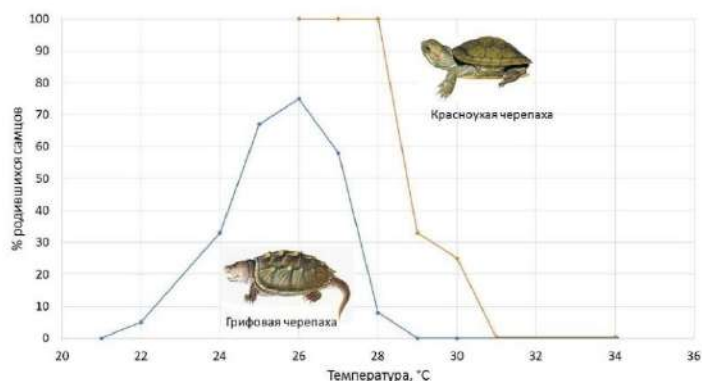 % родившихся самцов
100
90
80
70
60
50
40
30
20
10
0
Красноухая черепаха
Грифовая черепаха
20 22 24 26 28 30 32 34 36
Температура, °С